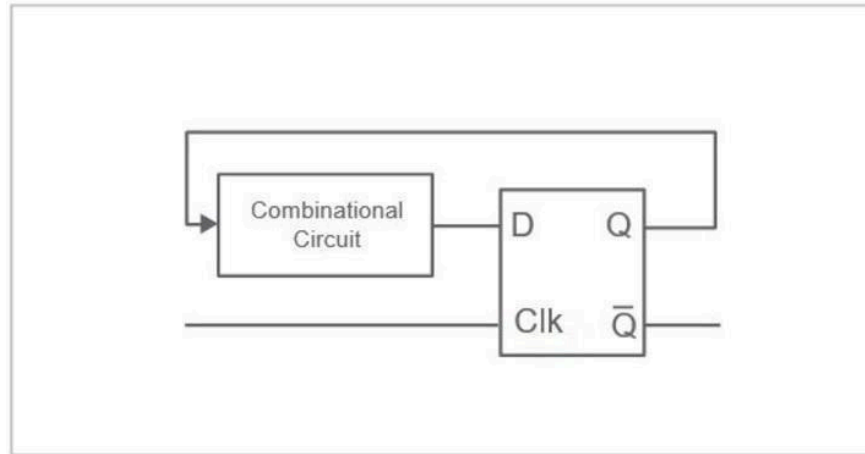 Combinational
Circuit
D Q
Clk Q̅